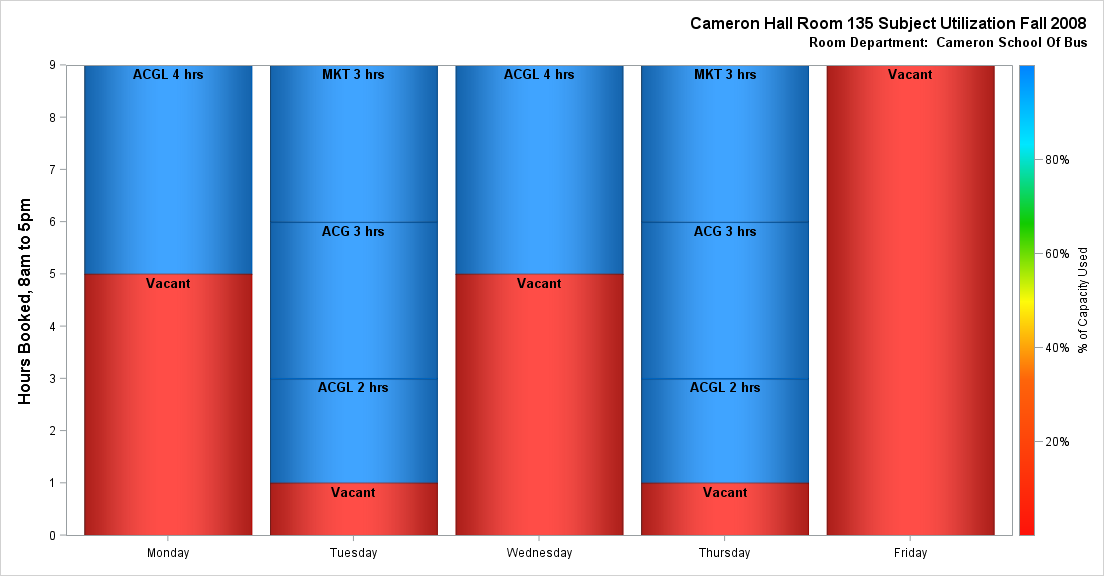 Cameron Hall Room 135 Subject Utilization Fall 2008
Room Department:  Cameron School Of Bus
Hours Booked, 8am to 5pm
9
8
7
6
5
4
3
2
1
0
ACGL 4 hrs
Vacant
MKT 3 hrs
ACG 3 hrs
ACGL 2 hrs
Vacant
ACGL 4 hrs
Vacant
MKT 3 hrs
ACG 3 hrs
ACGL 2 hrs
Vacant
Vacant
Monday
Tuesday
Wednesday
Thursday
Friday
80%
60%
40%
20%
% of Capacity Used